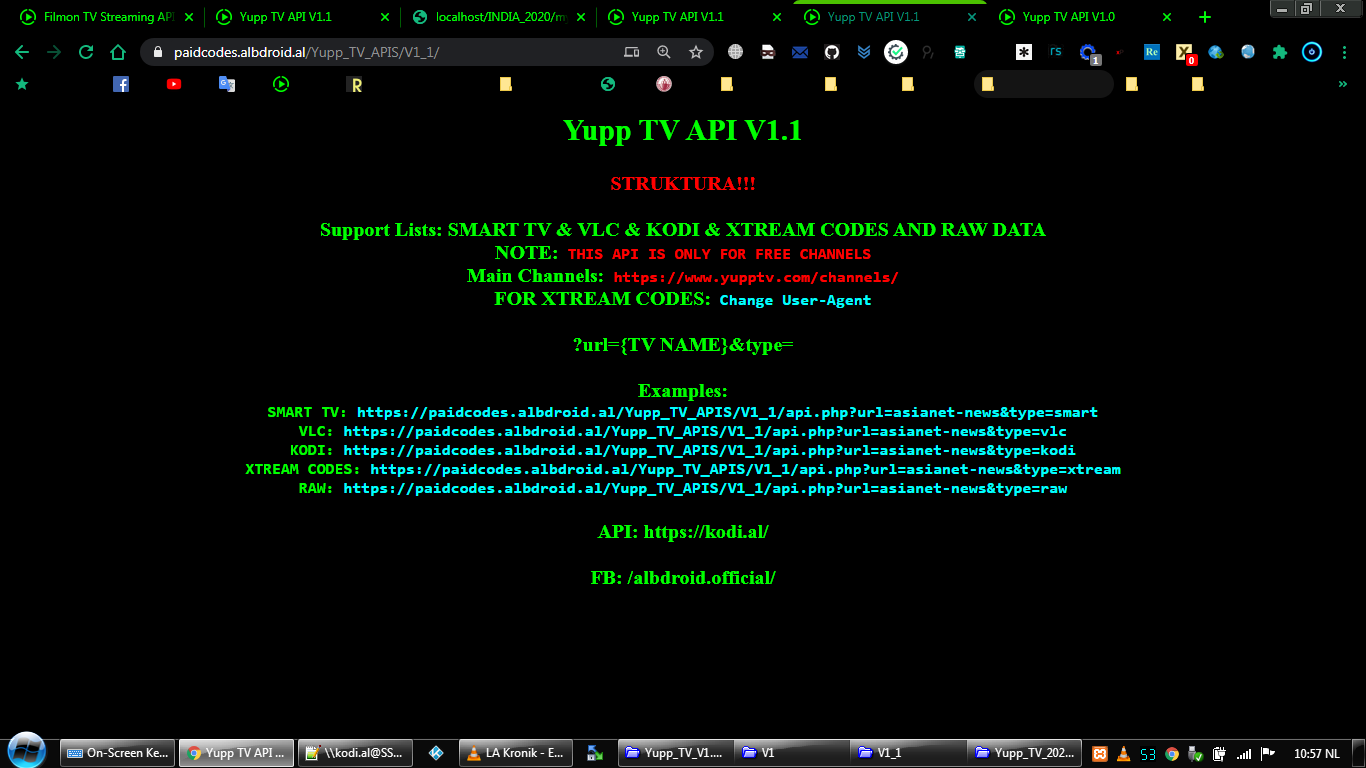 Filmon TV Streaming API
Yupp TV API V1.1
localhost/INDIA_2020/m
Yupp TV API V1.1
Yupp TV API V1.1
Yupp TV API V1.0
paidcodes.albdroid.al/Yupp_TV_APIS/V1_1/
rs
1
Re
X
0
R
Yupp TV API V1.1
STRUKTURA!!!
Support Lists: SMART TV & VLC & KODI & XTREAM CODES AND RAW DATA
NOTE: THIS API IS ONLY FOR FREE CHANNELS
Main Channels: https://www.yupptv.com/channels/
FOR XTREAM CODES: Change User-Agent
?url={TV NAME}&type=
Examples:
SMART TV: https://paidcodes.albdroid.al/Yupp_TV_APIS/V1_1/api.php?url=asianet-news&type=smart
VLC: https://paidcodes.albdroid.al/Yupp_TV_APIS/V1_1/api.php?url=asianet-news&type=vlc
KODI: https://paidcodes.albdroid.al/Yupp_TV_APIS/V1_1/api.php?url=asianet-news&type=kodi
XTREAM CODES: https://paidcodes.albdroid.al/Yupp_TV_APIS/V1_1/api.php?url=asianet-news&type=xtream
RAW: https://paidcodes.albdroid.al/Yupp_TV_APIS/V1_1/api.php?url=asianet-news&type=raw
API: https://kodi.al/
FB: /albdroid.official/
On-Screen Ke...
Yupp TV API ...
\\kodi.al@SS...
LA Kronik - E...
Yupp_TV_V1....
V1
V1_1
Yupp_TV_202...
53
10:57 NL